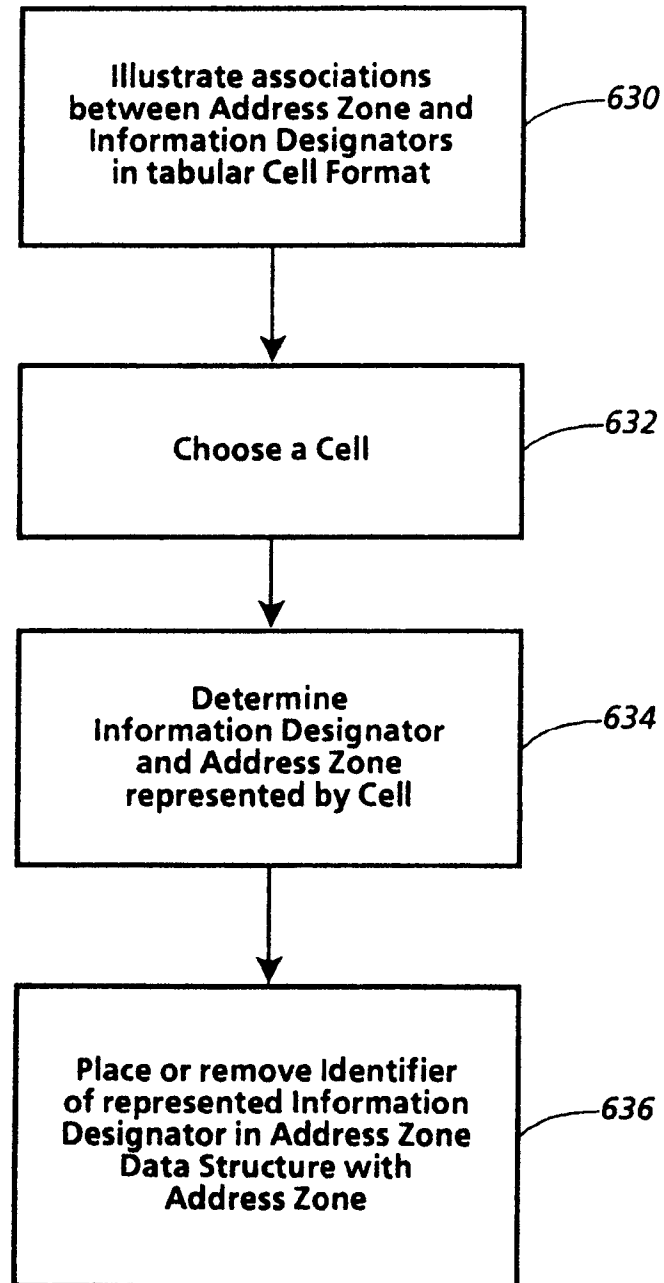 Illustrate associations
between Address Zone and
Information Designators
in tabular Cell Format
630
Choose a Cell
632
Determine
Information Designator
and Address Zone
represented by Cell
634
Place or remove Identifier
of represented Information
Designator in Address Zone
Data Structure with
Address Zone
636